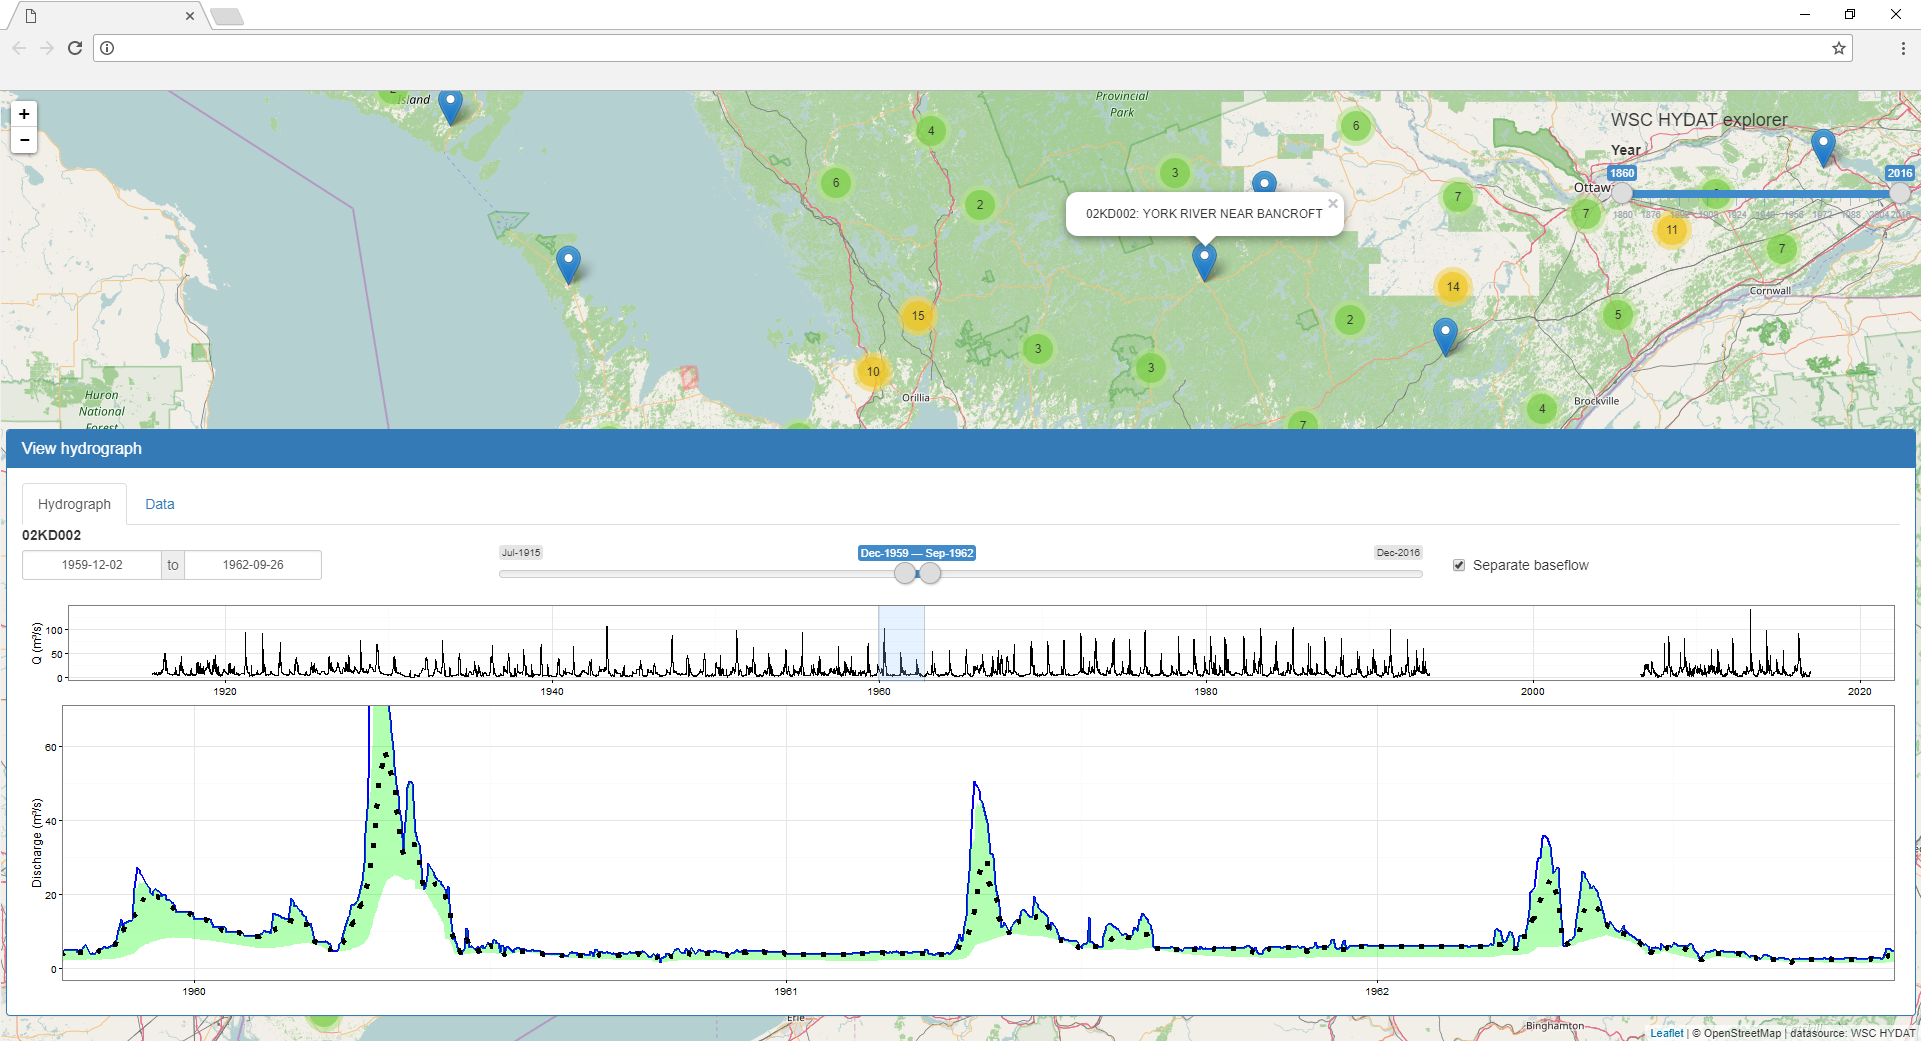 +
−
Island
Provincial
Park
4
6
6
3
2
7
7
11
7
14
5
2
15
3
3
10
4
7
WSC HYDAT explorer
Year
1860
2016
Ottaw
1860 1876 1892 1908 1924 1940 1956 1972 1988 2004 2016
02KD002: YORK RIVER NEAR BANCROFT ×
Cornwall
Orillia
Brockville
Huron
National
Forest
View hydrograph
Hydrograph
Data
02KD002
1959-12-02 to 1962-09-26
Jul-1915
Dec-1959 — Sep-1962
Dec-2016
Separate baseflow
Q (m³/s)
100
50
0
1920 1940 1960 1980 2000 2020
Discharge (m³/s)
60
40
20
0
1960 1961 1962
Erie
Binghamton
Leaflet | © OpenStreetMap | datasource: WSC HYDAT